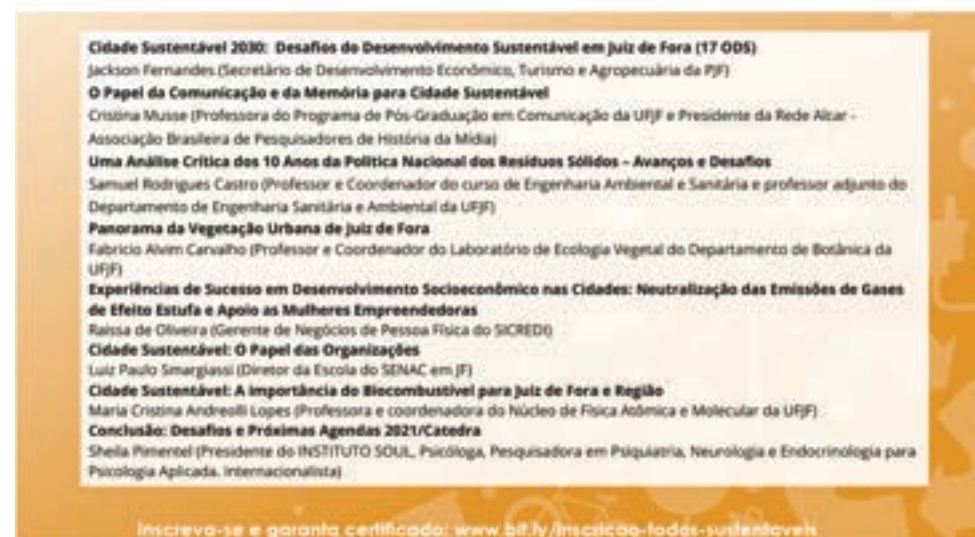 Cidade Sustentável 2030: Desafios do Desenvolvimento Sustentável em Juiz de Fora (17 ODS)
Jackson Fernandes (Secretário de Desenvolvimento Econômico, Turismo e Agropecuária da PJF)
O Papel da Comunicação e da Memória para Cidade Sustentável
Cristina Musse (Professora do Programa de Pós-Graduação em Comunicação da UFJF e Presidente da Rede Alcar -
Associação Brasileira de Pesquisadores de História da Mídia)
Uma Análise Crítica dos 10 Anos da Política Nacional dos Resíduos Sólidos – Avanços e Desafios
Samuel Rodrigues Castro (Professor e Coordenador do curso de Engenharia Ambiental e Sanitária e professor adjunto do
Departamento de Engenharia Sanitária e Ambiental da UFJF)
Panorama da Vegetação Urbana de Juiz de Fora
Fabricio Alvim Carvalho (Professor e Coordenador do Laboratório de Ecologia Vegetal do Departamento de Botânica da
UFJF)
Experiências de Sucesso em Desenvolvimento Socioeconômico nas Cidades: Neutralização das Emissões de Gases
de Efeito Estufa e Apoio as Mulheres Empreendedoras
Raissa de Oliveira (Gerente de Negócios de Pessoa Física do SICREDI)
Cidade Sustentável: O Papel das Organizações
Luiz Paulo Smargiassi (Diretor da Escola do SENAC em JF)
Cidade Sustentável: A Importância do Biocombustível para Juiz de Fora e Região
Maria Cristina Andreolli Lopes (Professora e coordenadora do Núcleo de Física Atômica e Molecular da UFJF)
Conclusão: Desafios e Próximas Agendas 2021/Catedra
Sheila Pimentel (Presidente do INSTITUTO SOUL, Psicóloga, Pesquisadora em Psiquiatria, Neurologia e Endocrinologia para
Psicologia Aplicada. Internacionalista)
Inscreva-se e garanta certificado: www.bit.ly/inscricao-todos-sustentaveis